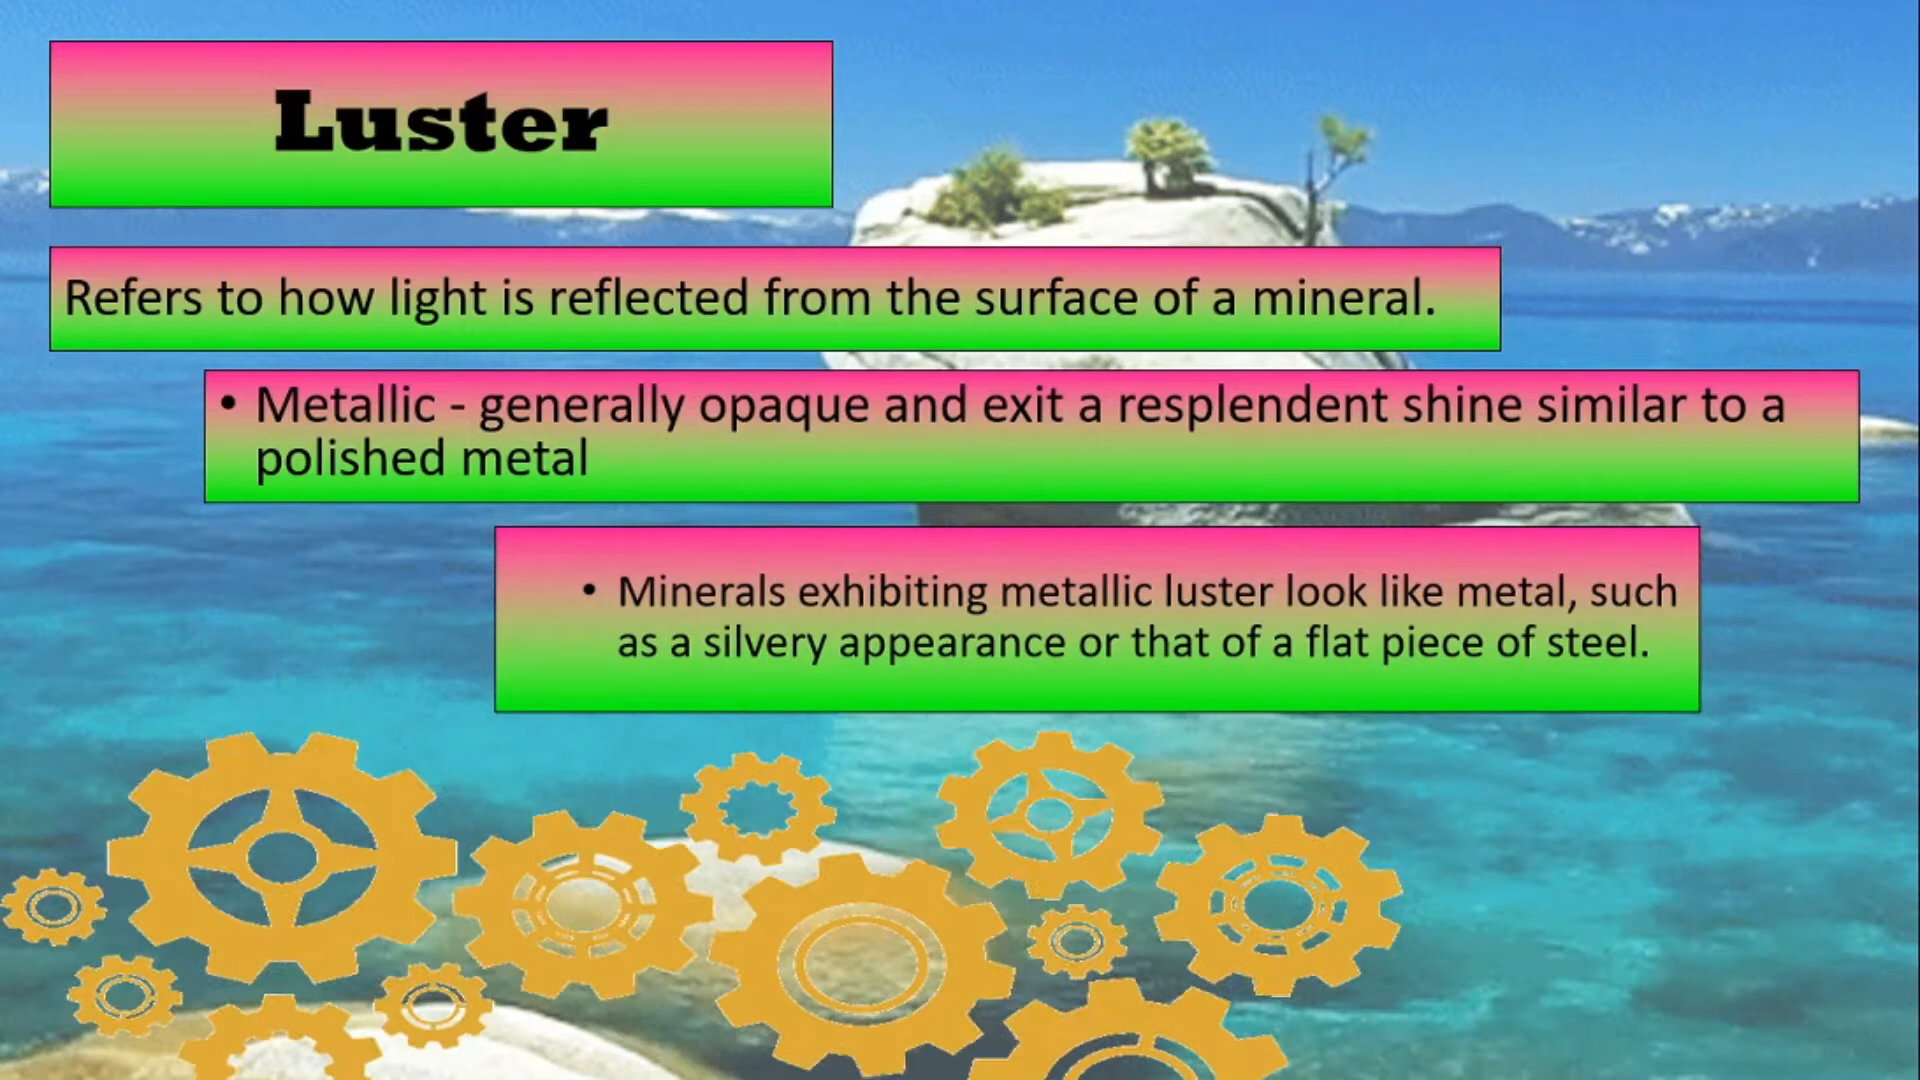 Luster
Refers to how light is reflected from the surface of a mineral.
• Metallic - generally opaque and exit a resplendent shine similar to a
polished metal
• Minerals exhibiting metallic luster look like metal, such
as a silvery appearance or that of a flat piece of steel.